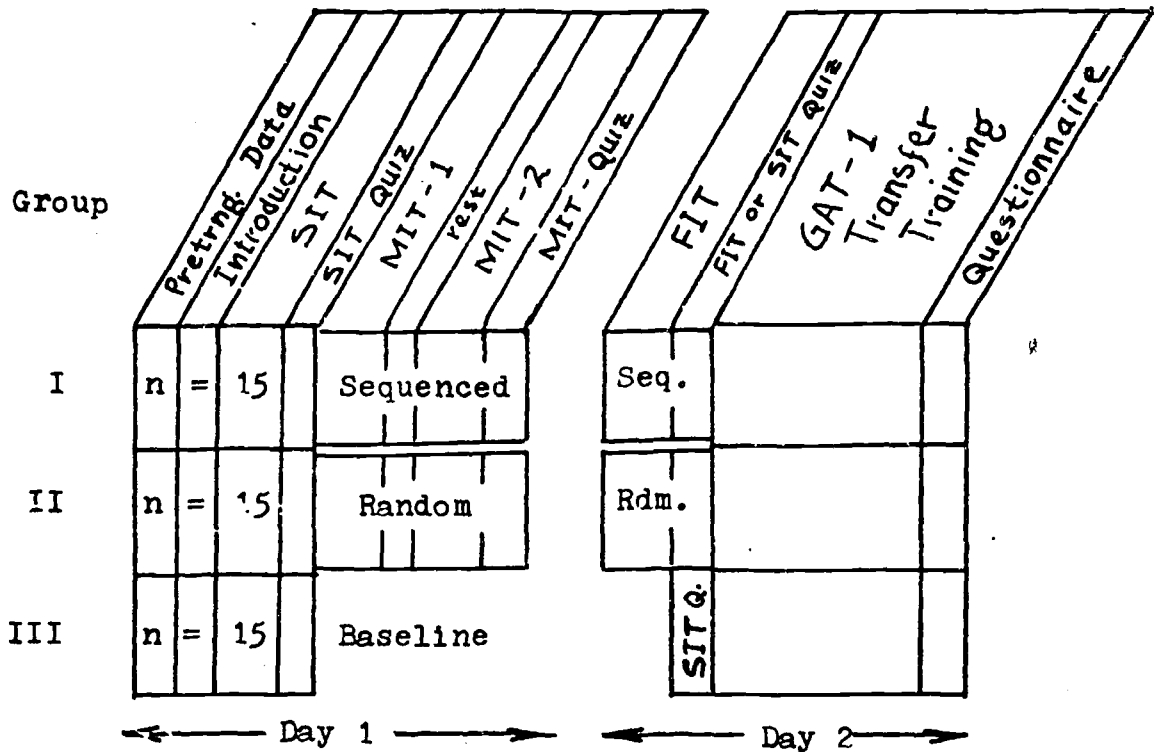 Pretrng. Data
Introduction
SIT
SIT QUIZ
MIT-1
rest
MIT-2
MIT-QUIZ
FIT
FIT or SIT QUIZ
GAT-1
Transfer
Training
Questionnaire
Group
I n = 15 Sequenced Seq.
II n = 15 Random Rdm.
III n = 15 Baseline SIT Q.
Day 1 Day 2